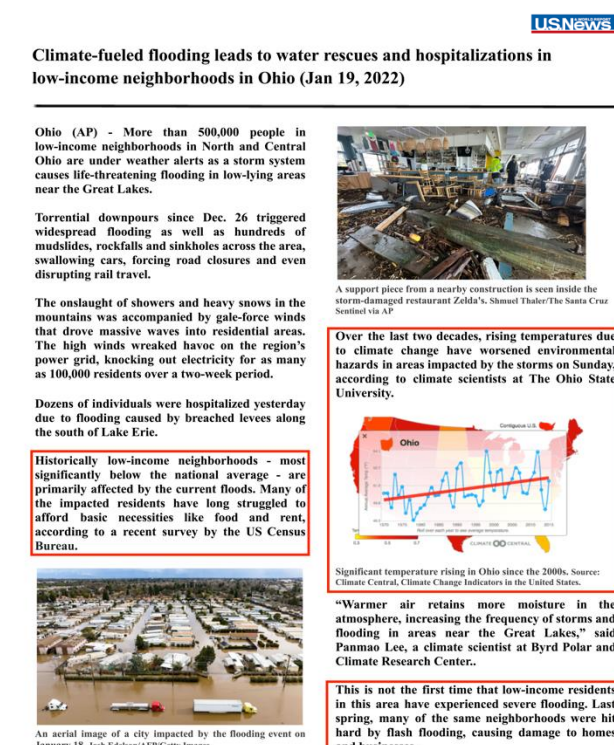 U.S.News
Climate-fueled flooding leads to water rescues and hospitalizations in
low-income neighborhoods in Ohio (Jan 19, 2022)
Ohio (AP) - More than 500,000 people in
low-income neighborhoods in North and Central
Ohio are under weather alerts as a storm system
causes life-threatening flooding in low-lying areas
near the Great Lakes.
Torrential downpours since Dec. 26 triggered
widespread flooding as well as hundreds of
mudslides, rockfalls and sinkholes across the area,
swallowing cars, forcing road closures and even
disrupting rail travel.
The onslaught of showers and heavy snows in the
mountains was accompanied by gale-force winds
that drove massive waves into residential areas.
The high winds wreaked havoc on the region's
power grid, knocking out electricity for as many
as 100,000 residents over a two-week period.
Dozens of individuals were hospitalized yesterday
due to flooding caused by breached levees along
the south of Lake Erie.
Historically low-income neighborhoods - most
significantly below the national average - are
primarily affected by the current floods. Many of
the impacted residents have long struggled to
afford basic necessities like food and rent,
according to a recent survey by the US Census
Bureau.
An aerial image of a city impacted by the flooding event on
January 18. Josh Edelson/AFP/Getty Images
A support piece from a nearby construction is seen inside the
storm-damaged restaurant Zelda's. Shmuel Thaler/The Santa Cruz
Sentinel via AP
Over the last two decades, rising temperatures due
to climate change have worsened environmental
hazards in areas impacted by the storms on Sunday,
according to climate scientists at The Ohio State
University.
Contiguous U.S.
Ohio
CLIMATE CENTRAL
Significant temperature rising in Ohio since the 2000s. Source:
Climate Central, Climate Change Indicators in the United States.
“Warmer air retains more moisture in the
atmosphere, increasing the frequency of storms and
flooding in areas near the Great Lakes,” said
Panmao Lee, a climate scientist at Byrd Polar and
Climate Research Center..
This is not the first time that low-income residents
in this area have experienced severe flooding. Last
spring, many of the same neighborhoods were hit
hard by flash flooding, causing damage to homes
and businesses